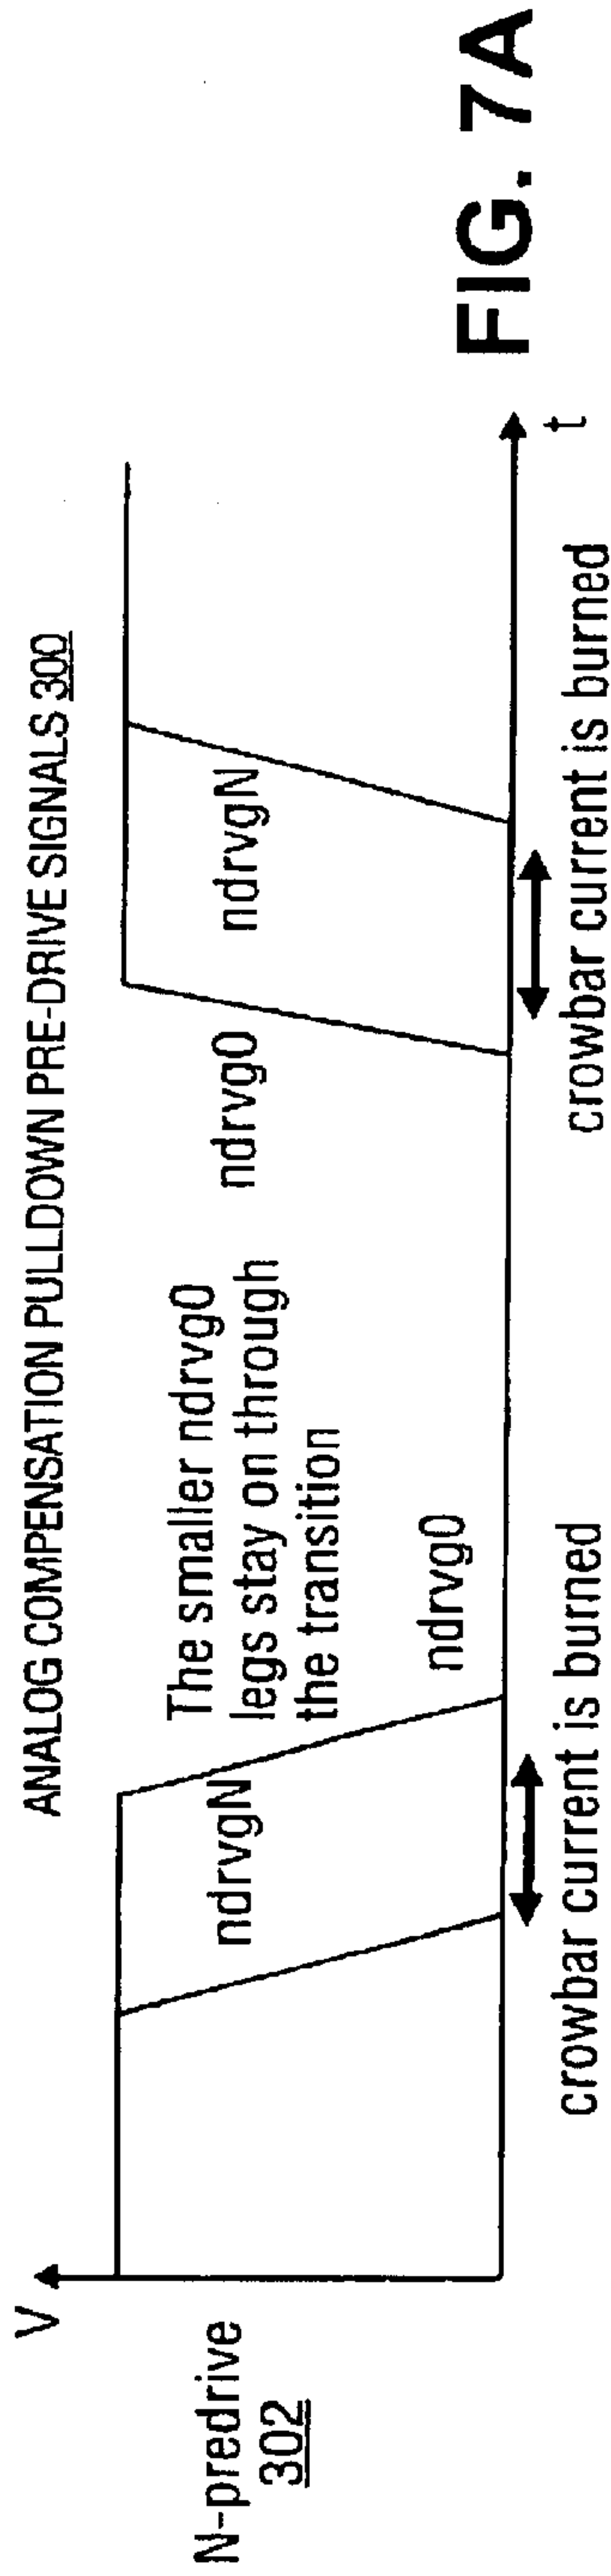 ANALOG COMPENSATION PULLDOWN PRE-DRIVE SIGNALS 300
V
N-predrive
302
ndrvgN
The smaller ndrvg0
legs stay on through
the transition
ndrvg0
ndrvg0
ndrvgN
t
crowbar current is burned
crowbar current is burned
FIG. 7A